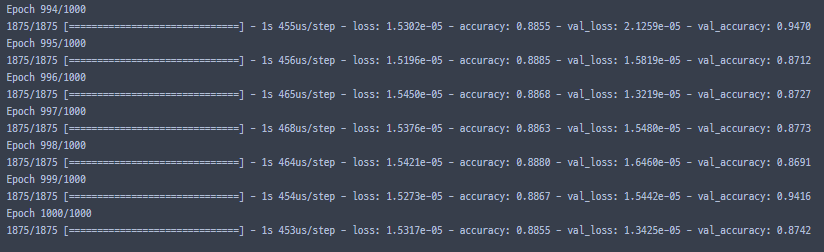 Epoch 994/1000
1875/1875 [==============================] - 1s 455us/step - loss: 1.5302e-05 - accuracy: 0.8855 - val_loss: 2.1259e-05 - val_accuracy: 0.9470
Epoch 995/1000
1875/1875 [==============================] - 1s 456us/step - loss: 1.5196e-05 - accuracy: 0.8885 - val_loss: 1.5819e-05 - val_accuracy: 0.8712
Epoch 996/1000
1875/1875 [==============================] - 1s 465us/step - loss: 1.5450e-05 - accuracy: 0.8868 - val_loss: 1.3219e-05 - val_accuracy: 0.8727
Epoch 997/1000
1875/1875 [==============================] - 1s 468us/step - loss: 1.5376e-05 - accuracy: 0.8863 - val_loss: 1.5480e-05 - val_accuracy: 0.8773
Epoch 998/1000
1875/1875 [==============================] - 1s 464us/step - loss: 1.5421e-05 - accuracy: 0.8880 - val_loss: 1.6460e-05 - val_accuracy: 0.8691
Epoch 999/1000
1875/1875 [==============================] - 1s 454us/step - loss: 1.5273e-05 - accuracy: 0.8867 - val_loss: 1.5442e-05 - val_accuracy: 0.9416
Epoch 1000/1000
1875/1875 [==============================] - 1s 453us/step - loss: 1.5317e-05 - accuracy: 0.8855 - val_loss: 1.3425e-05 - val_accuracy: 0.8742